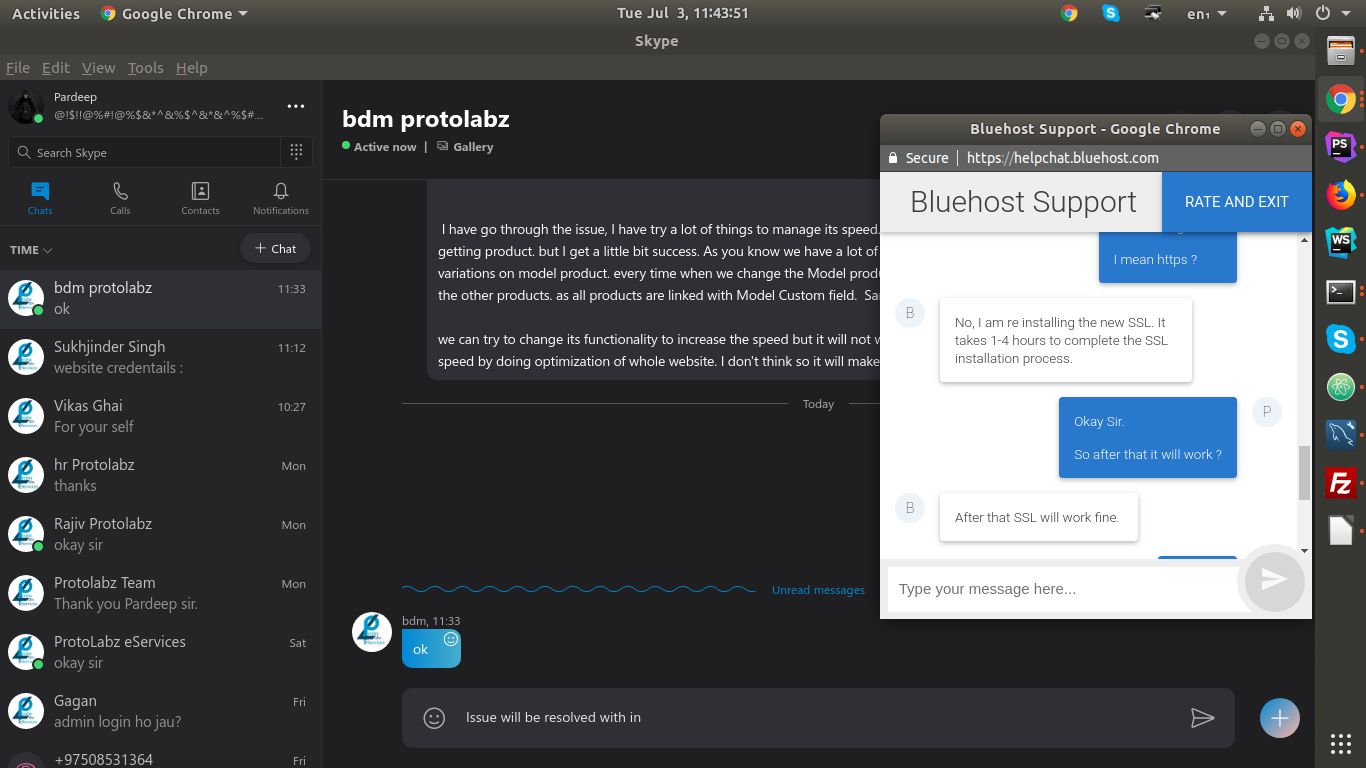 Activities
Google Chrome
Tue Jul 3, 11:43:51
en₁
Skype
File Edit View Tools Help
Pardeep
@!$!!@%#!@%$&*^&%$^&*&^%$#...
Search Skype
Chats
Calls
Contacts
Notifications
TIME
+ Chat
bdm protolabz
11:33
ok
Sukhjinder Singh
11:12
website credentails :
Vikas Ghai
10:27
For your self
hr Protolabz
Mon
thanks
Rajiv Protolabz
Mon
okay sir
Protolabz Team
Mon
Thank you Pardeep sir.
ProtoLabz eServices
Sat
okay sir
Gagan
Fri
admin login ho jau?
+97508531364
Fri
bdm protolabz
Active now | Gallery
I have go through the issue, I have try a lot of things to manage its speed.
getting product. but I get a little bit success. As you know we have a lot of
variations on model product. every time when we change the Model produ
the other products. as all products are linked with Model Custom field. Sa
we can try to change its functionality to increase the speed but it will not w
speed by doing optimization of whole website. I don't think so it will make
Today
Unread messages
bdm, 11:33
ok
Issue will be resolved with in
Bluehost Support - Google Chrome
Secure | https://helpchat.bluehost.com
Bluehost Support
RATE AND EXIT
I mean https ?
B
No, I am re installing the new SSL. It
takes 1-4 hours to complete the SSL
installation process.
P
Okay Sir.
So after that it will work ?
B
After that SSL will work fine.
Type your message here...
PS
WS
Fz